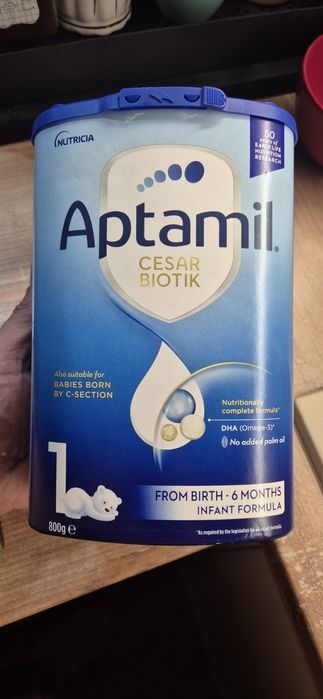 NUTRICIA
50
YEARS OF
EARLY LIFE
NUTRITION
RESEARCH
Aptamil®
CESAR
BIOTIK
Also suitable for
BABIES BORN
BY C-SECTION
Nutritionally
complete formula*
DHA (Omega-3)*
No added palm oil
1
FROM BIRTH - 6 MONTHS
INFANT FORMULA
800g e
*As required by the legislation for all infant formula.